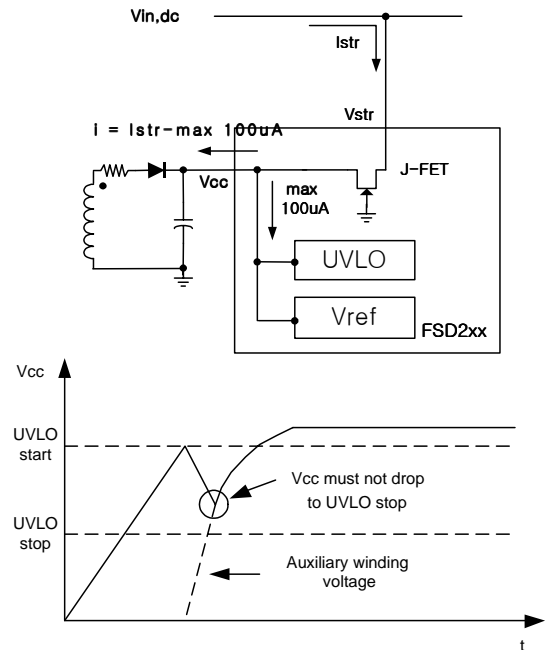 Vin,dc
Istr
Vstr
i = Istr-max 100uA
J-FET
Vcc
max
100uA
UVLO
Vref
FSD2xx
Vcc
UVLO
start
Vcc must not drop
to UVLO stop
UVLO
stop
Auxiliary winding
voltage
t